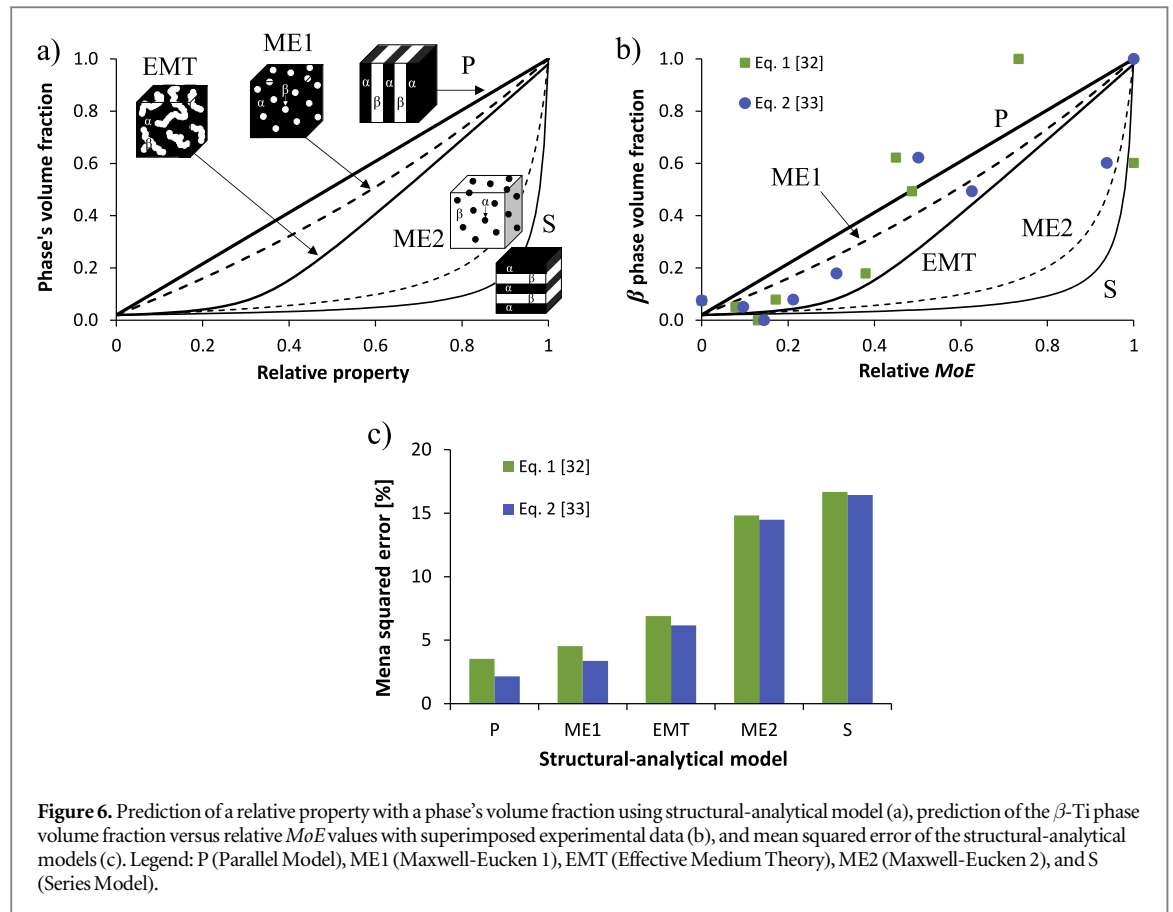 a)
EMT
ME1
P
ME2
S
α
β
α
β
α
β
α
β
α
β
α
α
β
α
β
Phase's volume fraction
1.0
0.8
0.6
0.4
0.2
0.0
0 0.2 0.4 0.6 0.8 1
Relative property
b)
Eq. 1 [32]
Eq. 2 [33]
P
ME1
ME2
EMT
S
β phase volume fraction
1.0
0.8
0.6
0.4
0.2
0.0
0 0.2 0.4 0.6 0.8 1
Relative MoE
c)
Eq. 1 [32]
Eq. 2 [33]
Mena squared error [%]
20
15
10
5
0
P ME1 EMT ME2 S
Structural-analytical model
Figure 6. Prediction of a relative property with a phase's volume fraction using structural-analytical model (a), prediction of the β-Ti phase
volume fraction versus relative MoE values with superimposed experimental data (b), and mean squared error of the structural-analytical
models (c). Legend: P (Parallel Model), ME1 (Maxwell-Eucken 1), EMT (Effective Medium Theory), ME2 (Maxwell-Eucken 2), and S
(Series Model).